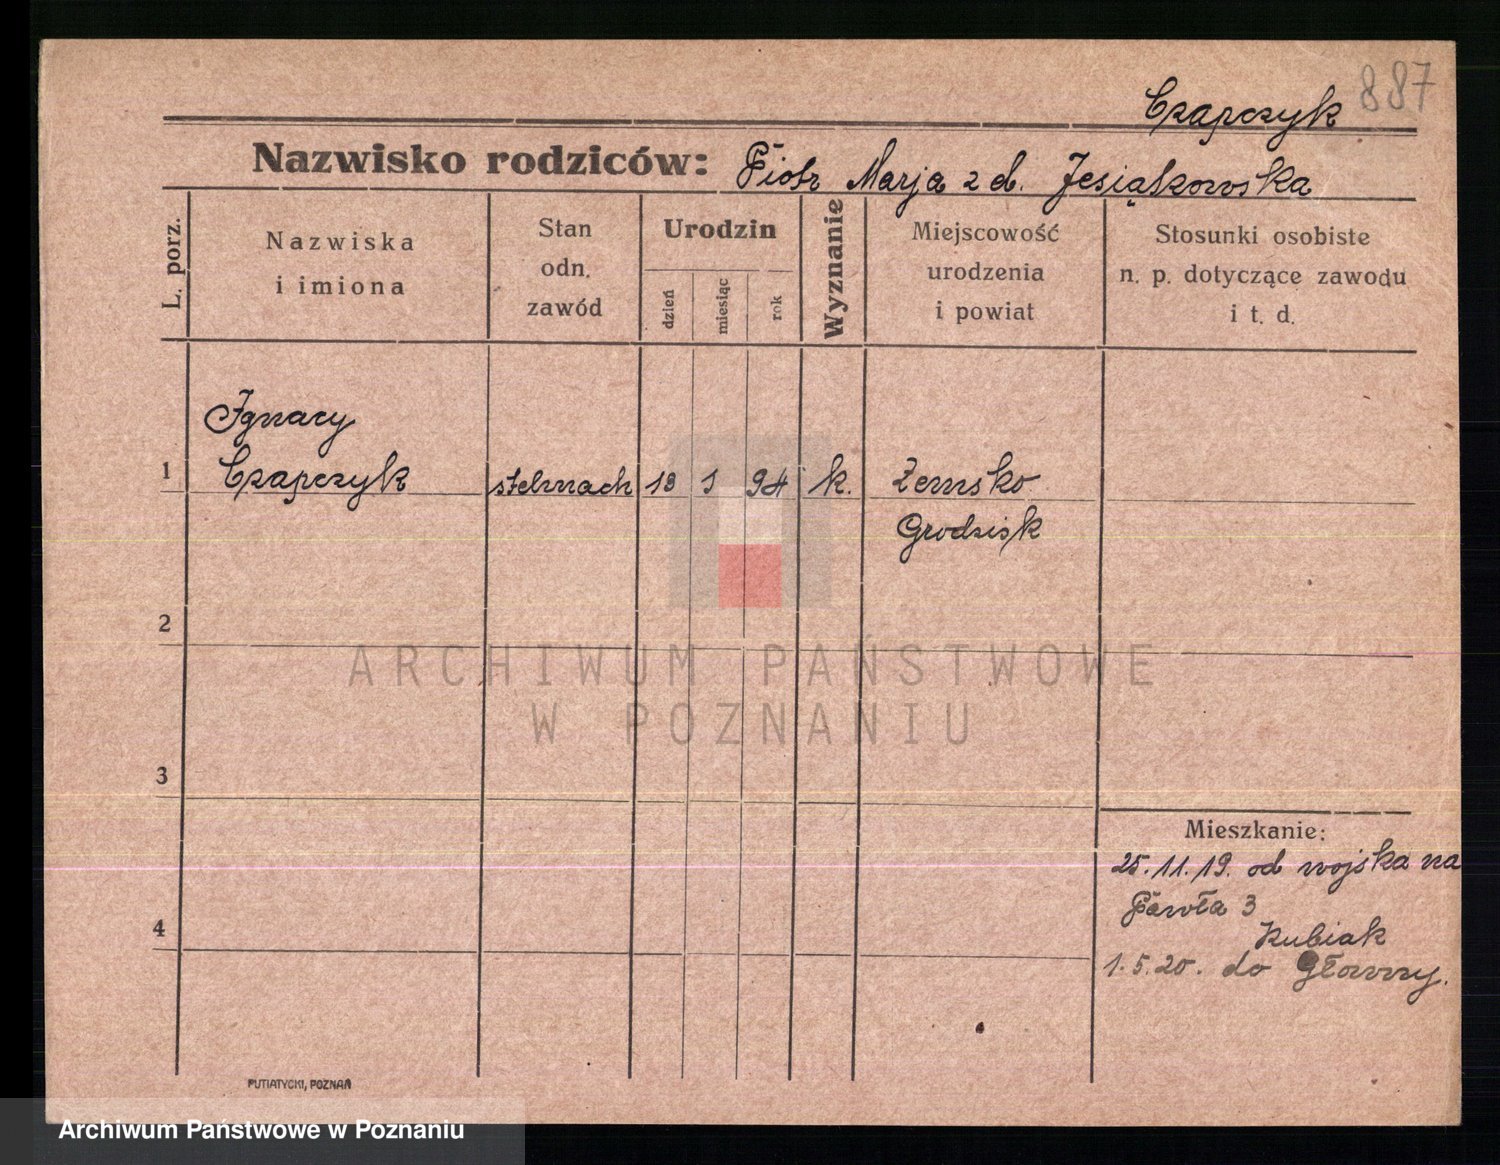 887
Czapczyk
Nazwisko rodziców: Piotr Marja z d. Jesiąkowska
L. porz.
Nazwiska
i imiona
Stan
odn.
zawód
Urodzin
dzień
miesiąc
rok
Wyznanie
Miejscowość
urodzenia
i powiat
Stosunki osobiste
n. p. dotyczące zawodu
i t. d.
Ignacy
1 Czapczyk stelmach 18 1 94 k. Zemsko
Grodzisk
2
ARCHIWUM PAŃSTWOWE
W POZNANIU
3
Mieszkanie:
25.11.19. od wojska na
Pawła 3
Kubiak
4
1.5.20. do Głowny.
PUTIATYCKI, POZNAŃ
Archiwum Państwowe w Poznaniu